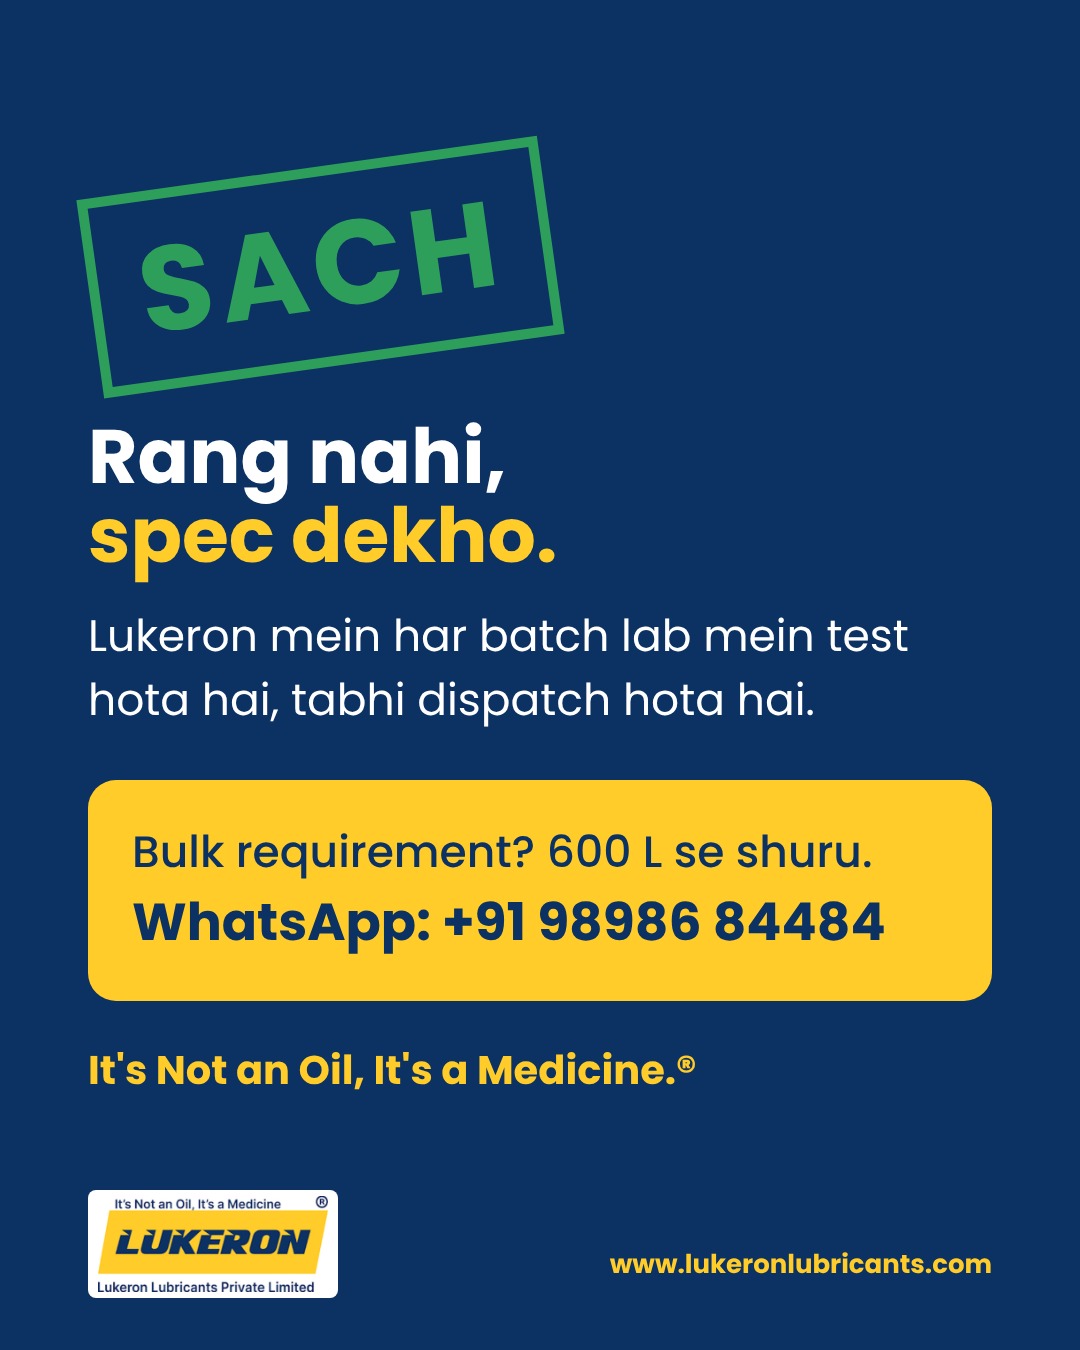 SACH
Rang nahi,
spec dekho.
Lukeron mein har batch lab mein test
hota hai, tabhi dispatch hota hai.
Bulk requirement? 600 L se shuru.
WhatsApp: +91 98986 84484
It's Not an Oil, It's a Medicine.®
It's Not an Oil, It's a Medicine ®
LUKERON
Lukeron Lubricants Private Limited
www.lukeronlubricants.com